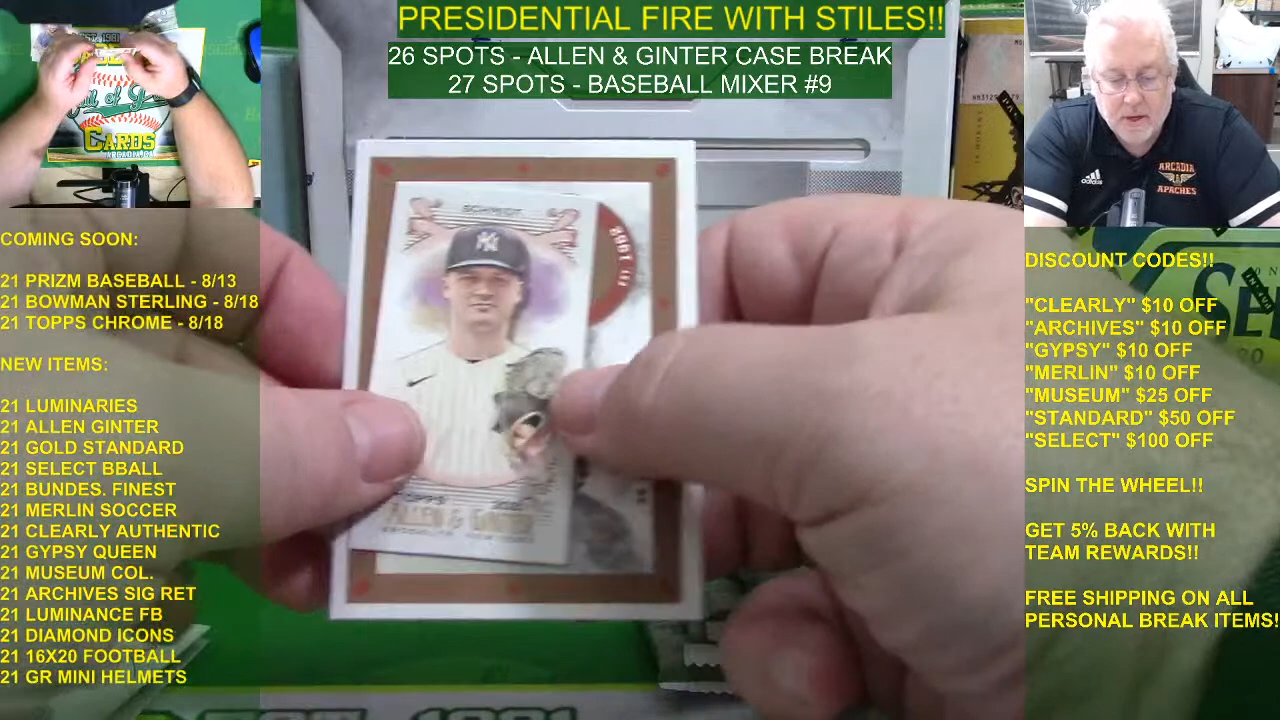 PRESIDENTIAL FIRE WITH STILES!!
26 SPOTS - ALLEN & GINTER CASE BREAK
27 SPOTS - BASEBALL MIXER #9
CARDS
COMING SOON:
21 PRIZM BASEBALL - 8/13
21 BOWMAN STERLING - 8/18
21 TOPPS CHROME - 8/18
NEW ITEMS:
21 LUMINARIES
21 ALLEN GINTER
21 GOLD STANDARD
21 SELECT BBALL
21 BUNDES. FINEST
21 MERLIN SOCCER
21 CLEARLY AUTHENTIC
21 GYPSY QUEEN
21 MUSEUM COL.
21 ARCHIVES SIG RET
21 LUMINANCE FB
21 DIAMOND ICONS
21 16X20 FOOTBALL
21 GR MINI HELMETS
SCHMIDT
NY
TOPPS
ALLEN & GINTER
adidas
ARCADIA
APACHES
DISCOUNT CODES!!
"CLEARLY" $10 OFF
"ARCHIVES" $10 OFF
"GYPSY" $10 OFF
"MERLIN" $10 OFF
"MUSEUM" $25 OFF
"STANDARD" $50 OFF
"SELECT" $100 OFF
SPIN THE WHEEL!!
GET 5% BACK WITH
TEAM REWARDS!!
FREE SHIPPING ON ALL
PERSONAL BREAK ITEMS!